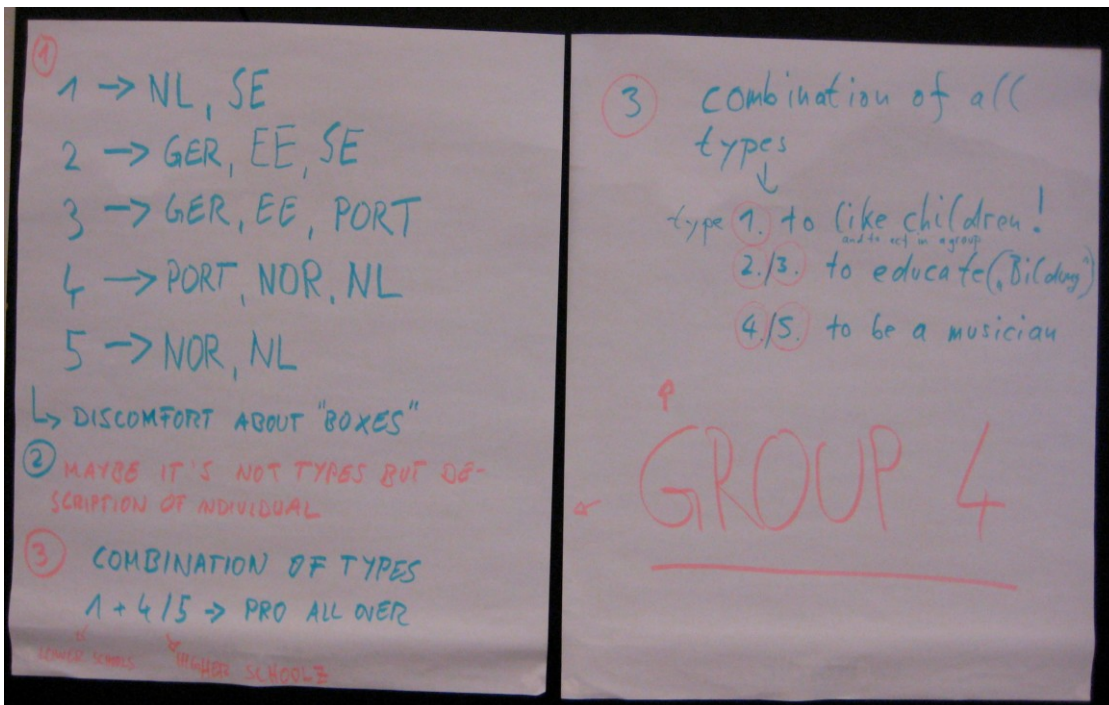 1
1 → NL, SE
2 → GER, EE, SE
3 → GER, EE, PORT
4 → PORT, NOR, NL
5 → NOR, NL
↳ DISCOMFORT ABOUT "BOXES"
2 MAYBE IT'S NOT TYPES BUT DE-
SCRIPTION OF INDIVIDUAL
3 COMBINATION OF TYPES
1 + 4/5 → PRO ALL OVER
LOWER SCHOOLS HIGHER SCHOOLZ
3 combination of all
types
↓
type 1. to like children!
and to act in a group
2./3. to educate („Bildung")
4./5. to be a musician
GROUP 4